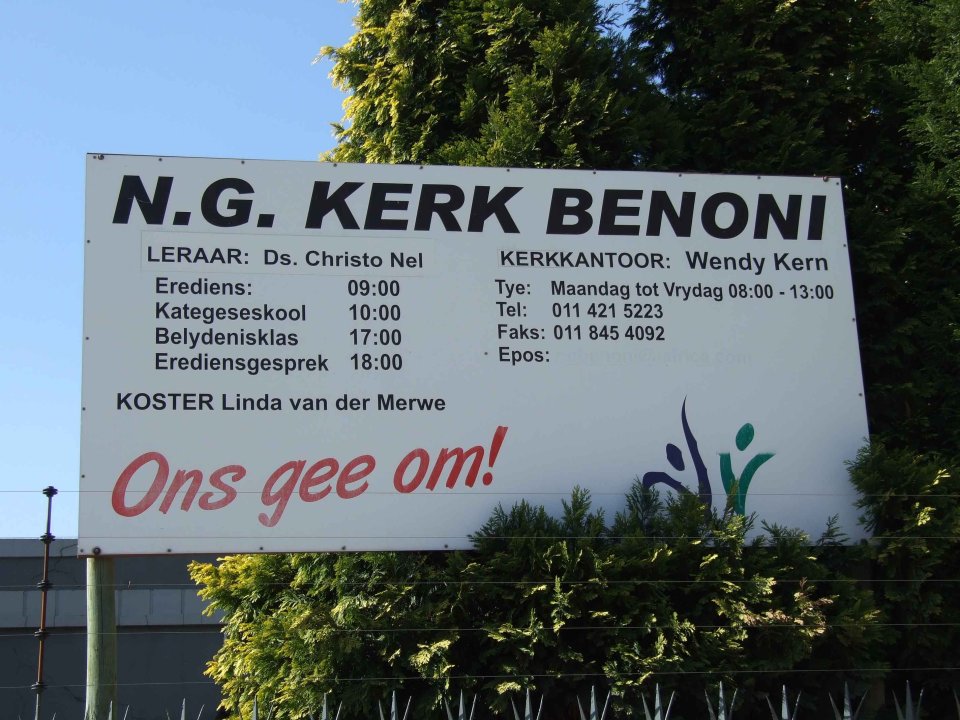 N.G. KERK BENONI
LERAAR: Ds. Christo Nel
Erediens: 09:00
Kategeseskool 10:00
Belydenisklas 17:00
Erediensgesprek 18:00
KOSTER Linda van der Merwe
KERKKANTOOR: Wendy Kern
Tye: Maandag tot Vrydag 08:00 - 13:00
Tel: 011 421 5223
Faks: 011 845 4092
Epos:
Ons gee om!